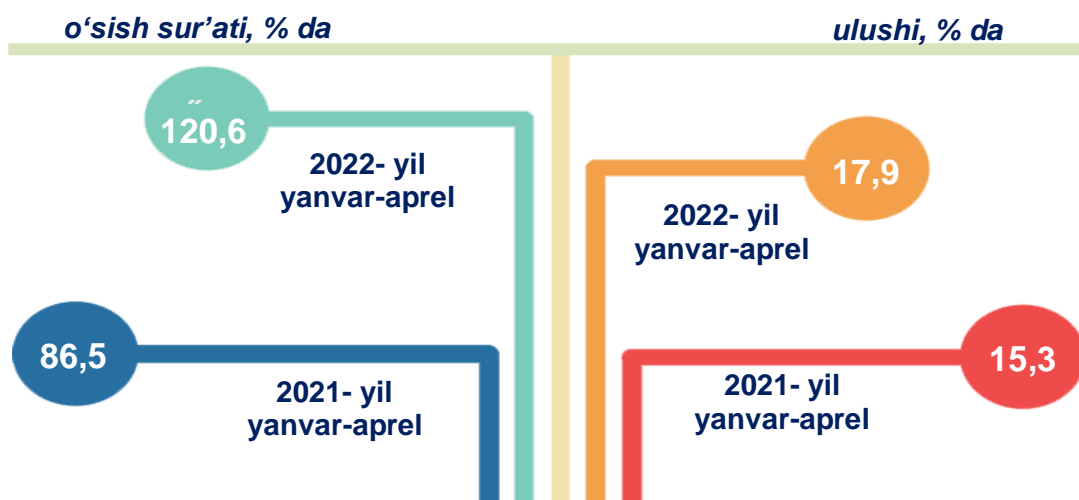 o‘sish sur’ati, % da
ulushi, % da
120,6
2022- yil
yanvar-aprel
17,9
2022- yil
yanvar-aprel
86,5
2021- yil
yanvar-aprel
15,3
2021- yil
yanvar-aprel